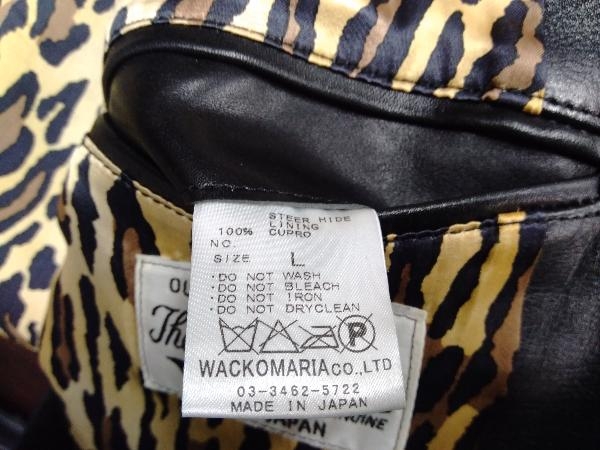 STEER HIDE
LINING
100% CUPRO
NO.
SIZE L
·DO NOT WASH
·DO NOT BLEACH
·DO NOT IRON
·DO NOT DRYCLEAN
P
WACKOMARIA CO., LTD
03-3462-5722
MADE IN JAPAN
JAPAN